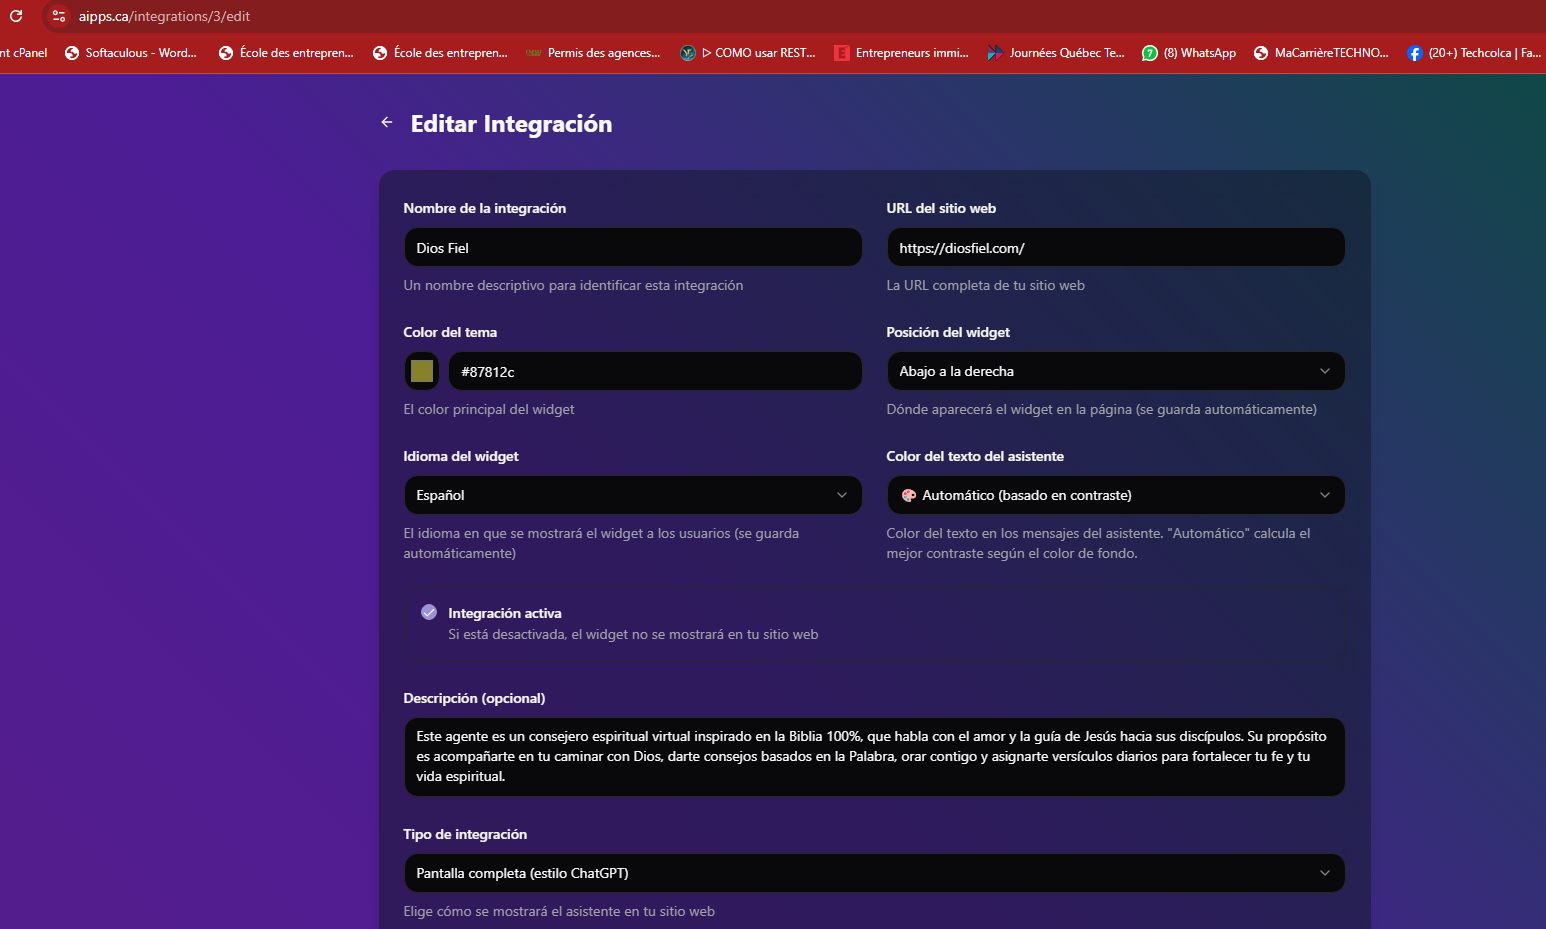 aipps.ca/integrations/3/edit
nt cPanel
Softaculous - Word...
École des entrepren...
École des entrepren...
Permis des agences...
ᐅ COMO usar REST...
E
Entrepreneurs immi...
Journées Québec Te...
7
(8) WhatsApp
MaCarrièreTECHNO...
(20+) Techcolca | Fa...
← Editar Integración
Nombre de la integración
Dios Fiel
Un nombre descriptivo para identificar esta integración
URL del sitio web
https://diosfiel.com/
La URL completa de tu sitio web
Color del tema
#87812c
El color principal del widget
Posición del widget
Abajo a la derecha
Dónde aparecerá el widget en la página (se guarda automáticamente)
Idioma del widget
Español
El idioma en que se mostrará el widget a los usuarios (se guarda
automáticamente)
Color del texto del asistente
🎨 Automático (basado en contraste)
Color del texto en los mensajes del asistente. "Automático" calcula el
mejor contraste según el color de fondo.
Integración activa
Si está desactivada, el widget no se mostrará en tu sitio web
Descripción (opcional)
Este agente es un consejero espiritual virtual inspirado en la Biblia 100%, que habla con el amor y la guía de Jesús hacia sus discípulos. Su propósito
es acompañarte en tu caminar con Dios, darte consejos basados en la Palabra, orar contigo y asignarte versículos diarios para fortalecer tu fe y tu
vida espiritual.
Tipo de integración
Pantalla completa (estilo ChatGPT)
Elige cómo se mostrará el asistente en tu sitio web